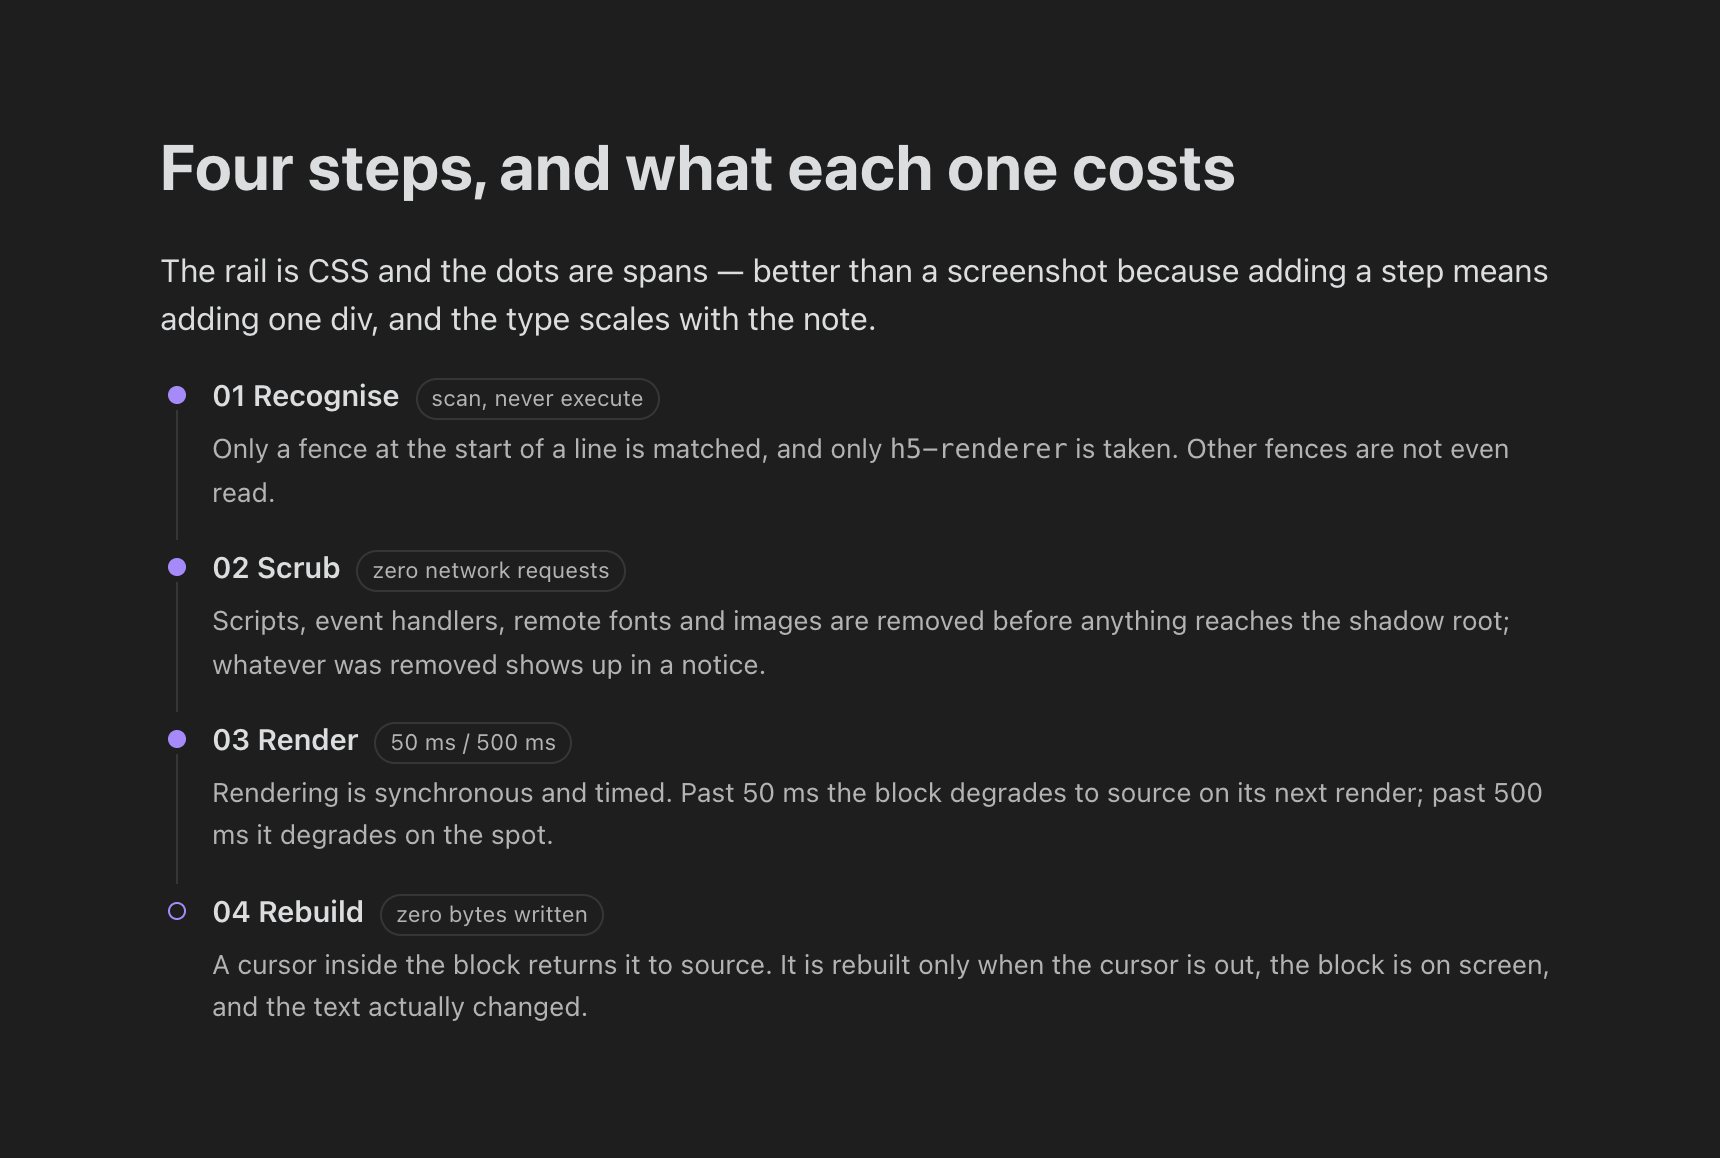 Four steps, and what each one costs
The rail is CSS and the dots are spans — better than a screenshot because adding a step means
adding one div, and the type scales with the note.
01 Recognise scan, never execute
Only a fence at the start of a line is matched, and only h5-renderer is taken. Other fences are not even
read.
02 Scrub zero network requests
Scripts, event handlers, remote fonts and images are removed before anything reaches the shadow root;
whatever was removed shows up in a notice.
03 Render 50 ms / 500 ms
Rendering is synchronous and timed. Past 50 ms the block degrades to source on its next render; past 500
ms it degrades on the spot.
04 Rebuild zero bytes written
A cursor inside the block returns it to source. It is rebuilt only when the cursor is out, the block is on screen,
and the text actually changed.